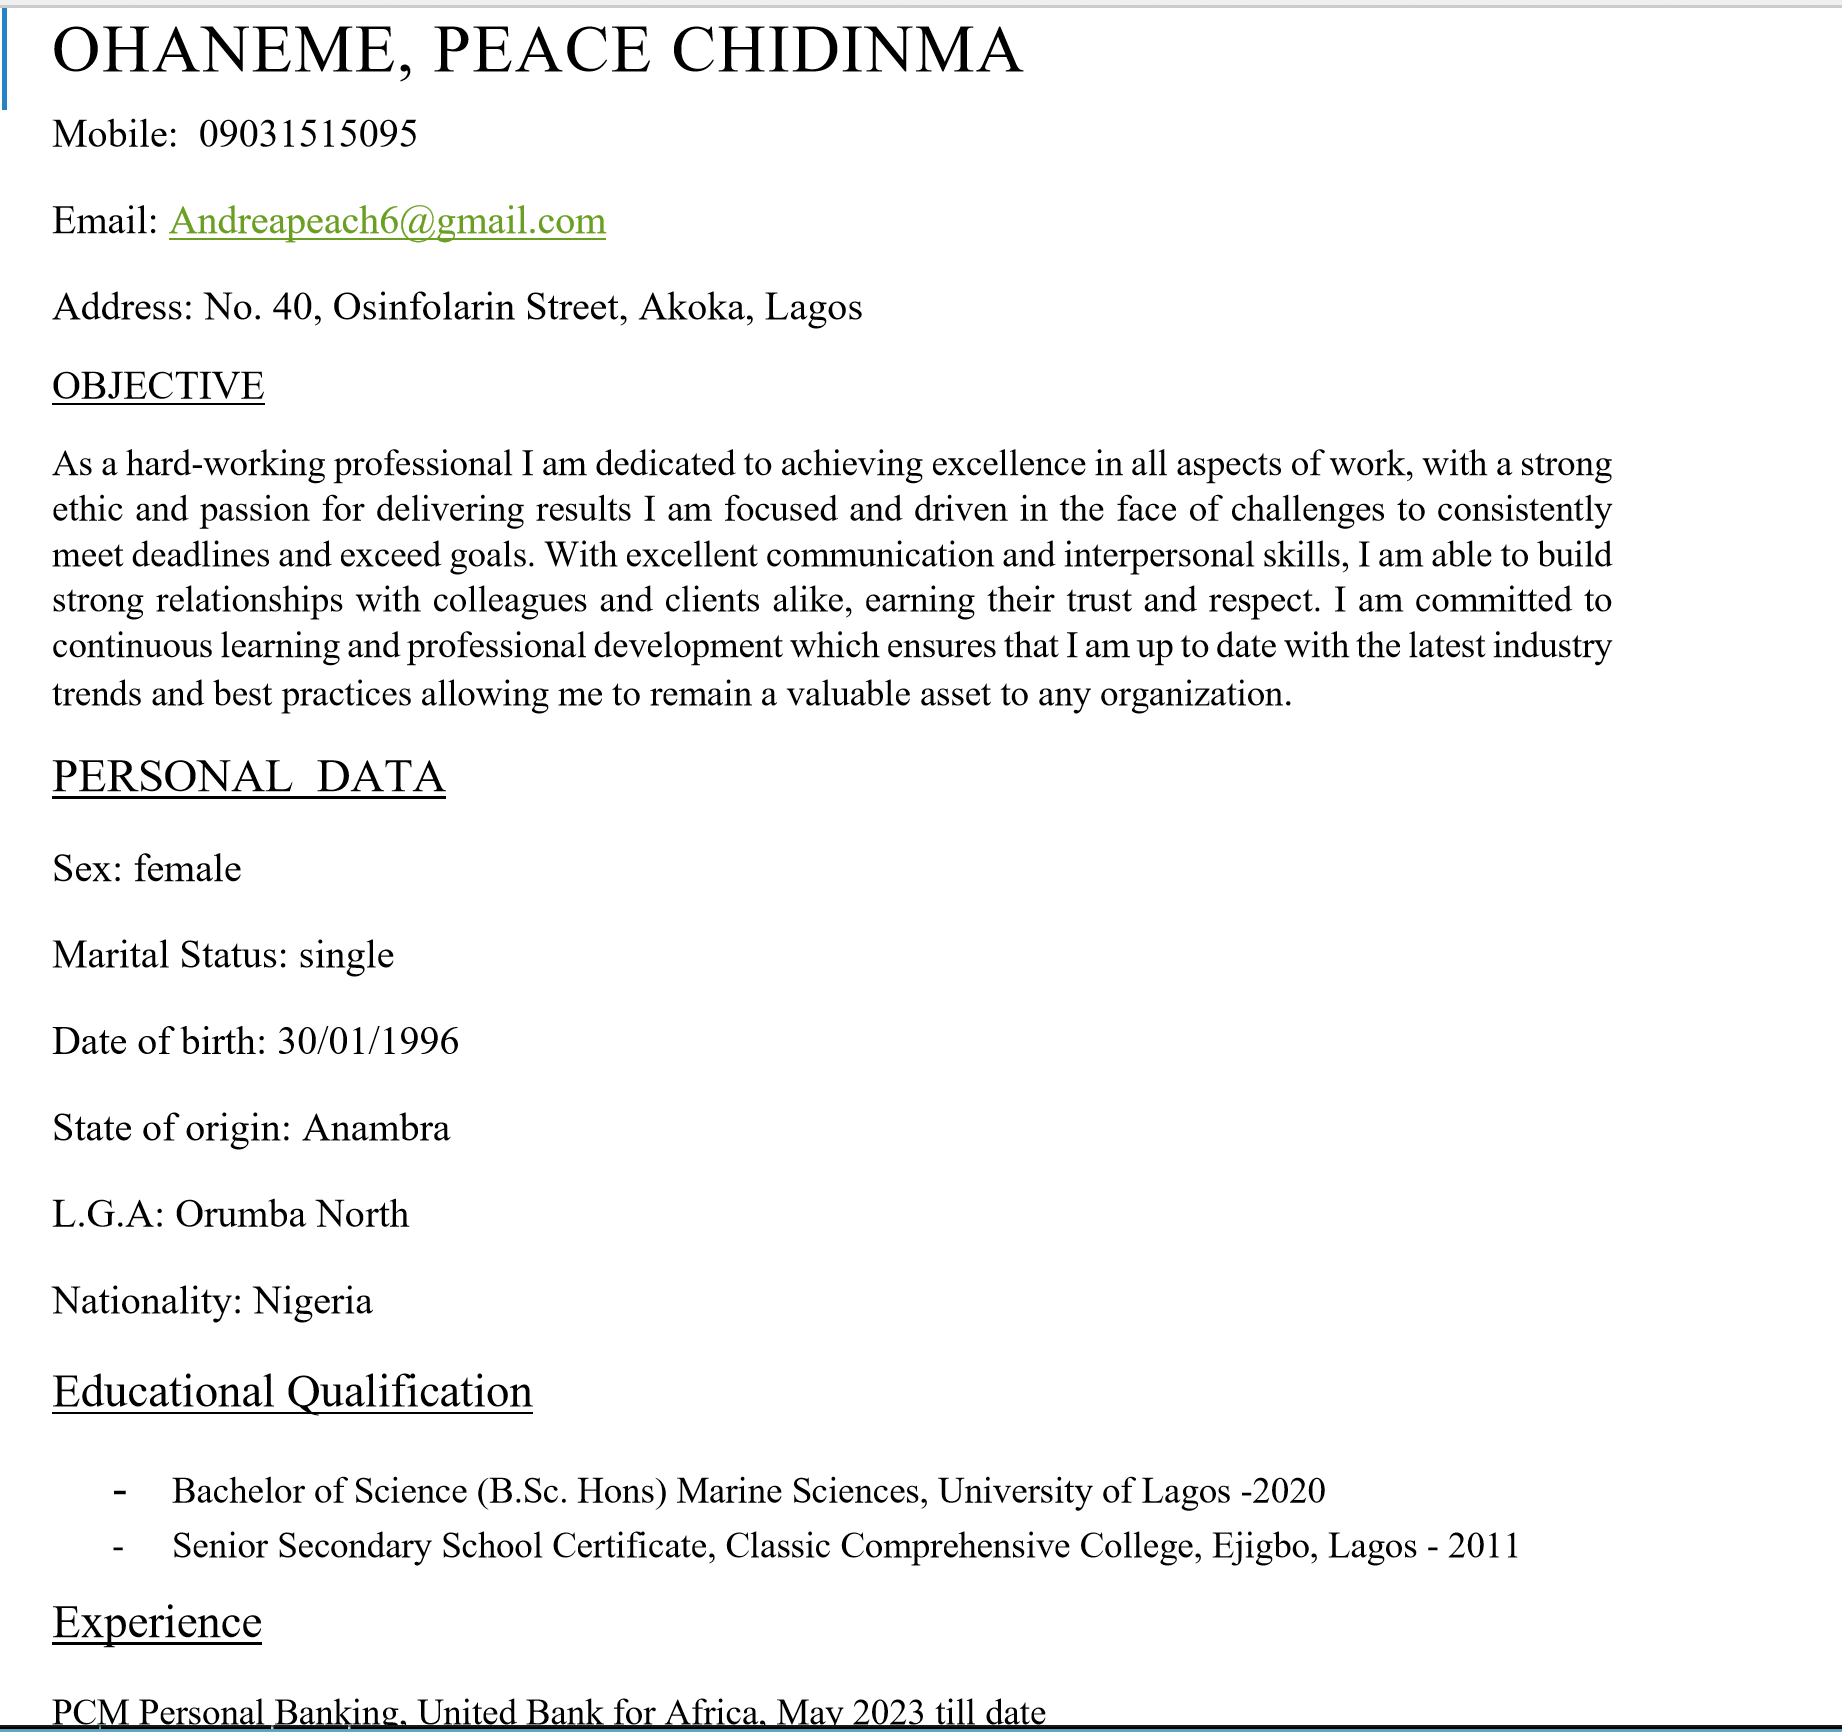 OHANEME, PEACE CHIDINMA
Mobile:  09031515095
Email: Andreapeach6@gmail.com
Address: No. 40, Osinfolarin Street, Akoka, Lagos
OBJECTIVE
As a hard-working professional I am dedicated to achieving excellence in all aspects of work, with a strong
ethic and passion for delivering results I am focused and driven in the face of challenges to consistently
meet deadlines and exceed goals. With excellent communication and interpersonal skills, I am able to build
strong relationships with colleagues and clients alike, earning their trust and respect. I am committed to
continuous learning and professional development which ensures that I am up to date with the latest industry
trends and best practices allowing me to remain a valuable asset to any organization.
PERSONAL  DATA
Sex: female
Marital Status: single
Date of birth: 30/01/1996
State of origin: Anambra
L.G.A: Orumba North
Nationality: Nigeria
Educational Qualification
- Bachelor of Science (B.Sc. Hons) Marine Sciences, University of Lagos -2020
- Senior Secondary School Certificate, Classic Comprehensive College, Ejigbo, Lagos - 2011
Experience
PCM Personal Banking, United Bank for Africa, May 2023 till date